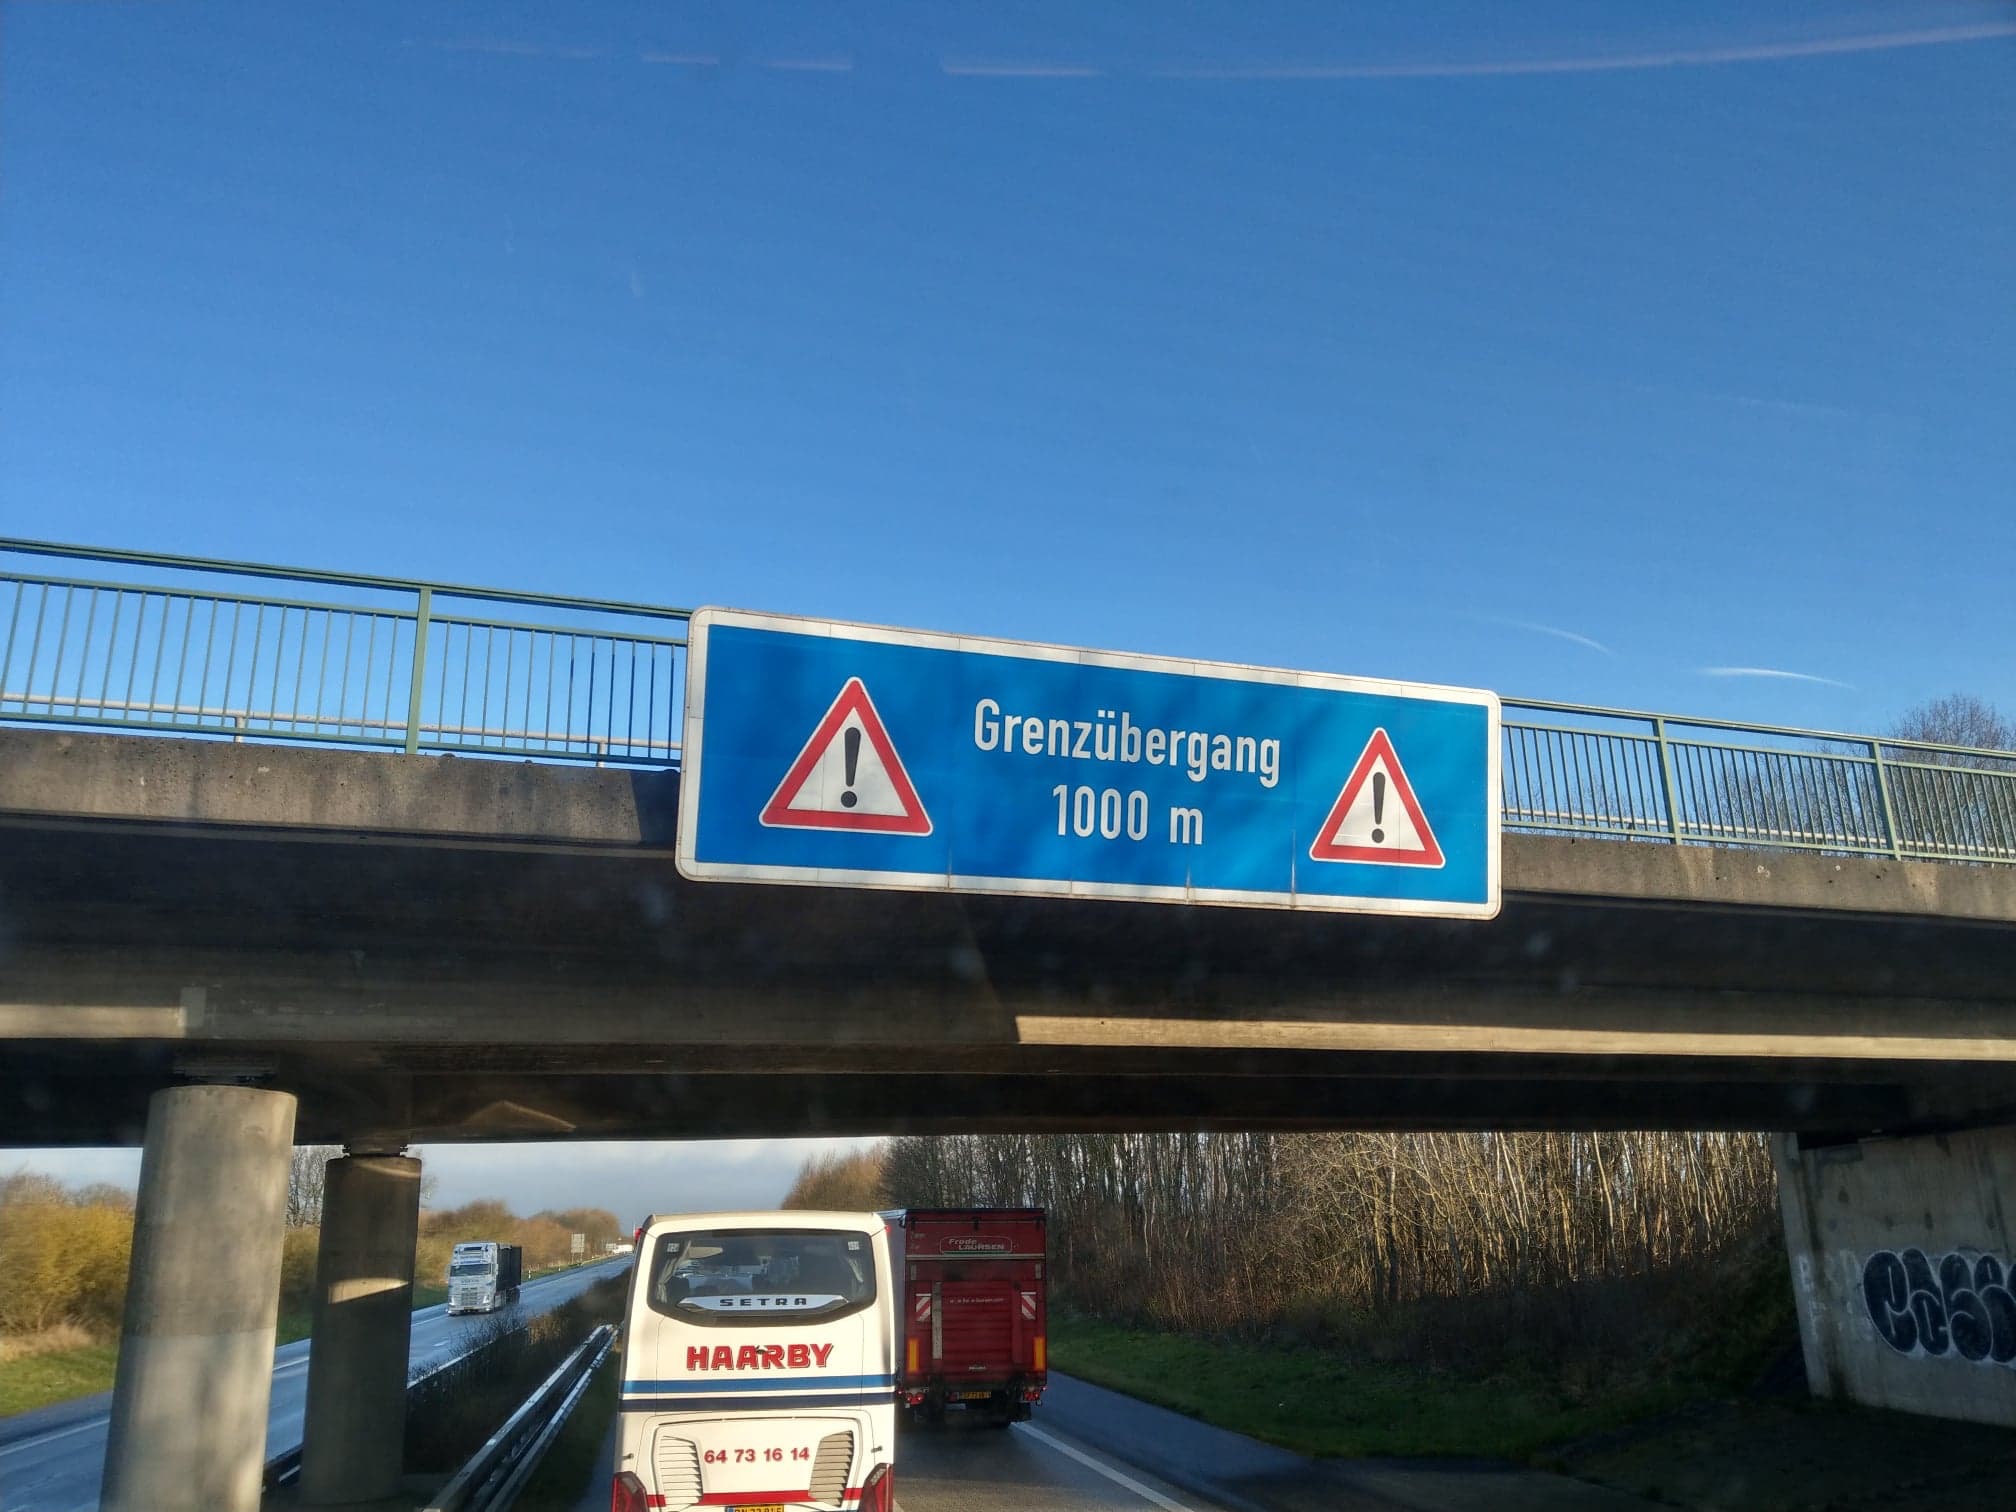 Grenzübergang
1000 m
Frode
LAURSEN
SETRA
HAARBY
64 73 16 14